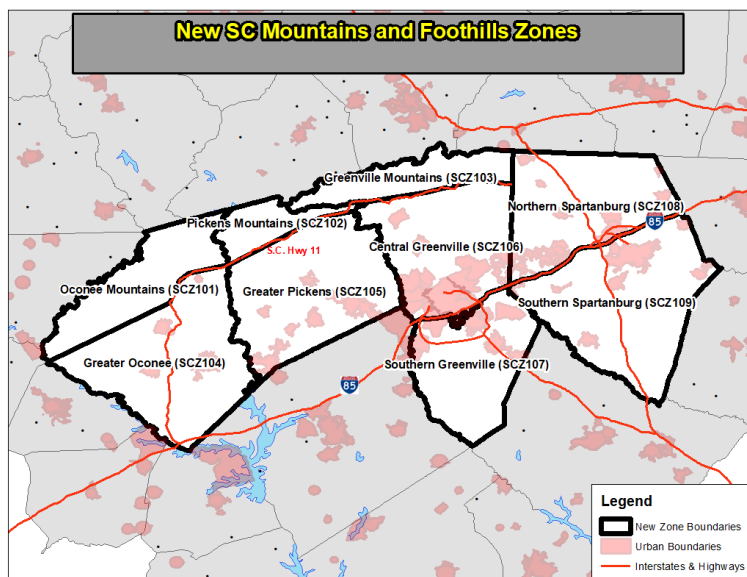 New SC Mountains and Foothills Zones
Greenville Mountains (SCZ103)
Northern Spartanburg (SCZ108)
Pickens Mountains (SCZ102)
85
Central Greenville (SCZ106)
S.C. Hwy 11
Oconee Mountains (SCZ101)
Greater Pickens (SCZ105)
Southern Spartanburg (SCZ109)
Greater Oconee (SCZ104)
Southern Greenville (SCZ107)
85
Legend
New Zone Boundaries
Urban Boundaries
Interstates & Highways